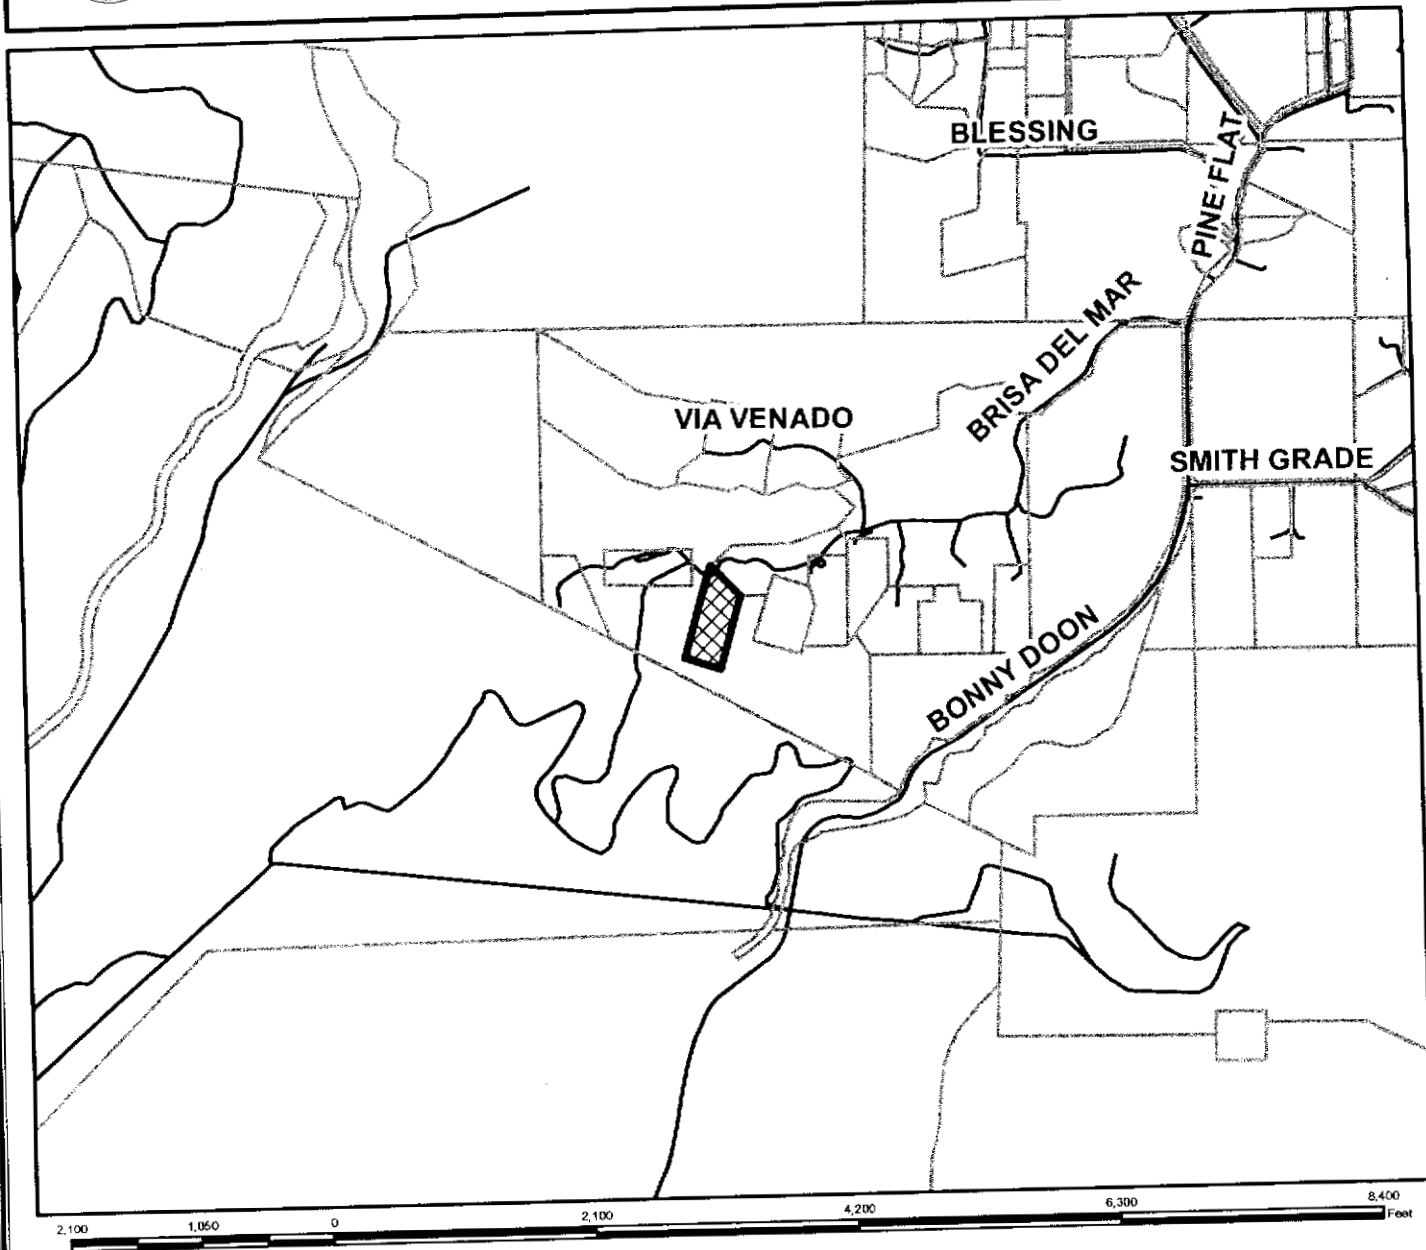 BLESSING
PINE FLAT
BRISA DEL MAR
VIA VENADO
SMITH GRADE
BONNY DOON
2,100 1,050 0 2,100 4,200 6,300 8,400
Feet